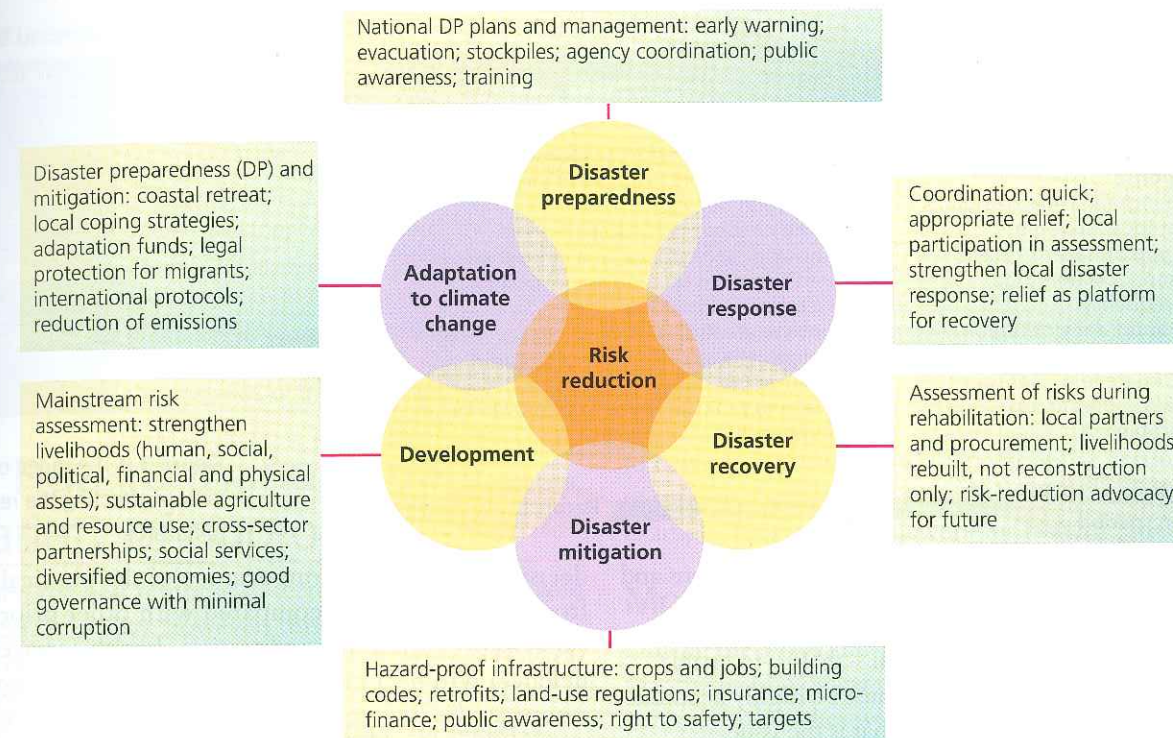 National DP plans and management: early warning;
evacuation; stockpiles; agency coordination; public
awareness; training
Disaster preparedness (DP) and
mitigation: coastal retreat;
local coping strategies;
adaptation funds; legal
protection for migrants;
international protocols;
reduction of emissions
Disaster
preparedness
Adaptation
to climate
change
Disaster
response
Coordination: quick;
appropriate relief; local
participation in assessment;
strengthen local disaster
response; relief as platform
for recovery
Risk
reduction
Mainstream risk
assessment: strengthen
livelihoods (human, social,
political, financial and physical
assets); sustainable agriculture
and resource use; cross-sector
partnerships; social services;
diversified economies; good
governance with minimal
corruption
Development
Disaster
recovery
Assessment of risks during
rehabilitation: local partners
and procurement; livelihoods
rebuilt, not reconstruction
only; risk-reduction advocacy
for future
Disaster
mitigation
Hazard-proof infrastructure: crops and jobs; building
codes; retrofits; land-use regulations; insurance; micro-
finance; public awareness; right to safety; targets